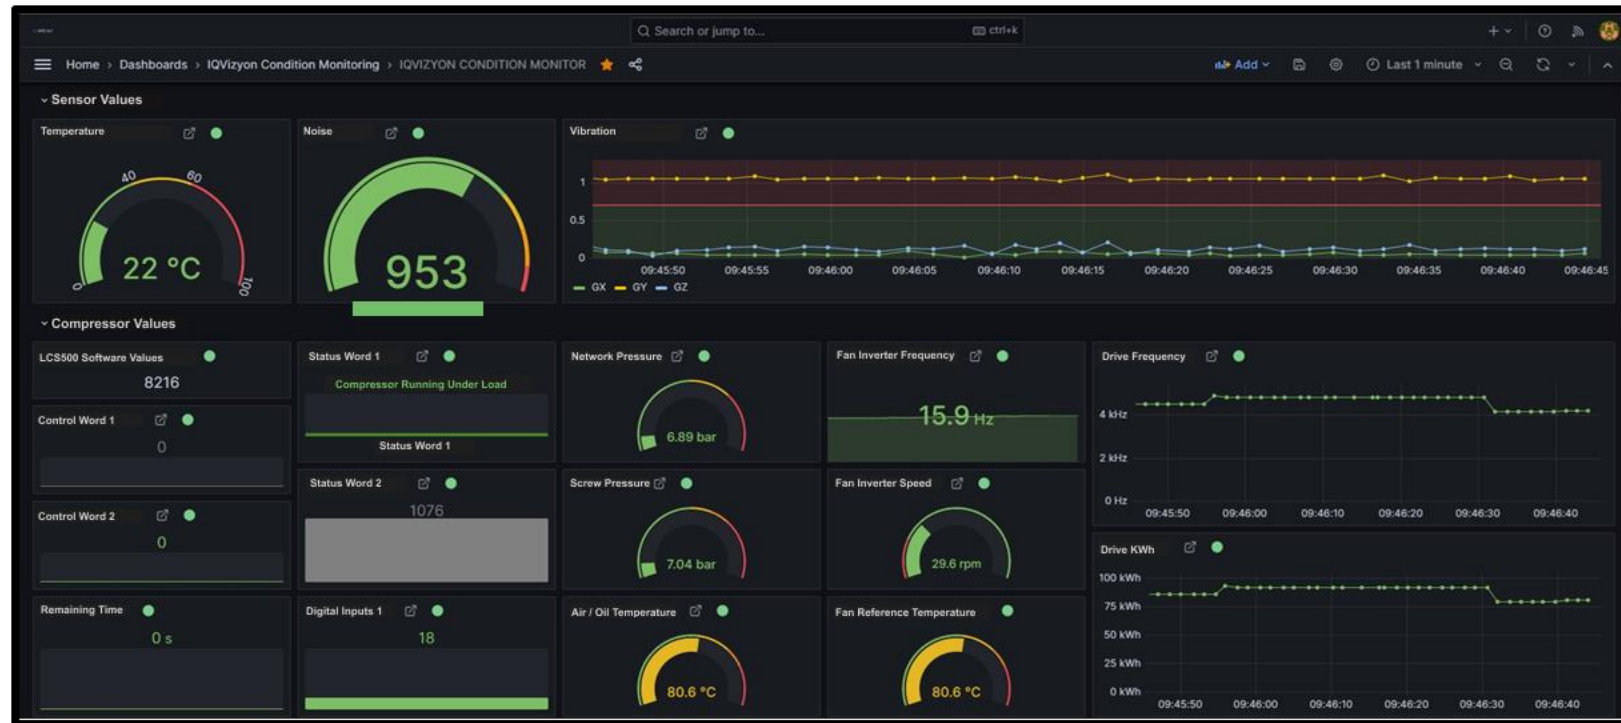 Search or jump to...
ctrl+k
Home › Dashboards › IQVizyon Condition Monitoring › IQVIZYON CONDITION MONITOR
Add
Last 1 minute
Sensor Values
Temperature
0
40
60
100
22 °C
Noise
953
Vibration
1
0.5
0
09:45:50 09:45:55 09:46:00 09:46:05 09:46:10 09:46:15 09:46:20 09:46:25 09:46:30 09:46:35 09:46:40 09:46:45
GX GY GZ
Compressor Values
LCS500 Software Values
8216
Control Word 1
0
Control Word 2
0
Remaining Time
0 s
Status Word 1
Compressor Running Under Load
Status Word 1
Status Word 2
1076
Digital Inputs 1
18
Network Pressure
6.89 bar
Screw Pressure
7.04 bar
Air / Oil Temperature
80.6 °C
Fan Inverter Frequency
15.9 Hz
Fan Inverter Speed
29.6 rpm
Fan Reference Temperature
80.6 °C
Drive Frequency
4 kHz
2 kHz
0 Hz
09:45:50 09:46:00 09:46:10 09:46:20 09:46:30 09:46:40
Drive KWh
100 kWh
75 kWh
50 kWh
25 kWh
0 kWh
09:45:50 09:46:00 09:46:10 09:46:20 09:46:30 09:46:40